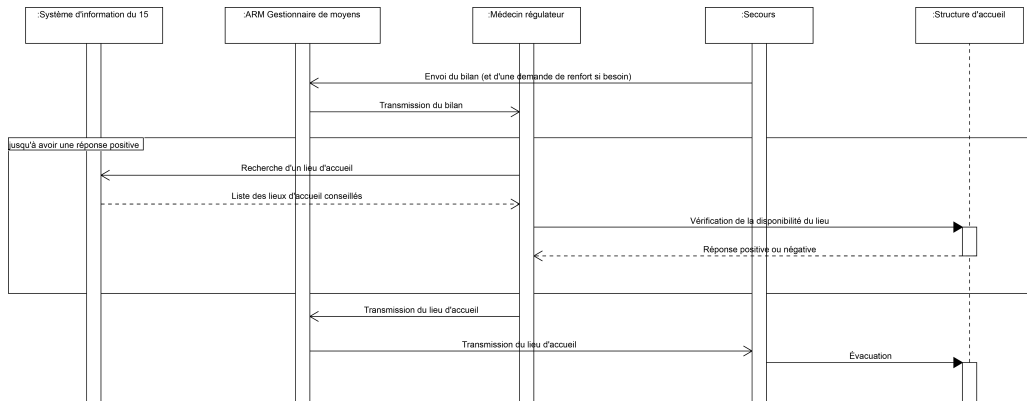 :Système d'information du 15
:ARM Gestionnaire de moyens
:Médecin régulateur
:Secours
:Structure d'accueil
Envoi du bilan (et d'une demande de renfort si besoin)
Transmission du bilan
jusqu'à avoir une réponse positive
Recherche d'un lieu d'accueil
Liste des lieux d'accueil conseillés
Vérification de la disponibilité du lieu
Réponse positive ou négative
Transmission du lieu d'accueil
Transmission du lieu d'accueil
Évacuation